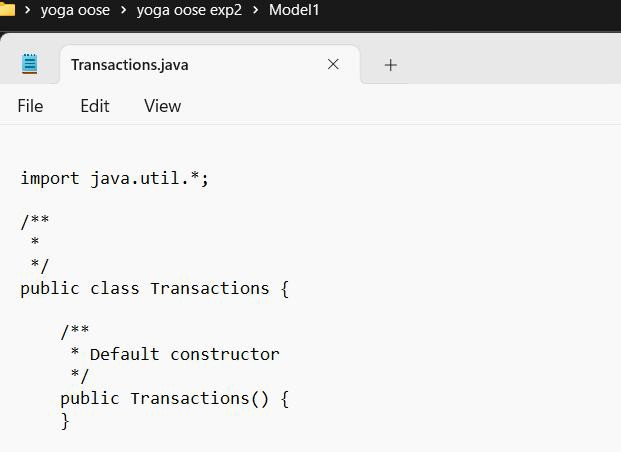 yoga oose > yoga oose exp2 > Model1
Transactions.java
File Edit View
import java.util.*;
/**
 *
 */
public class Transactions {
    /**
     * Default constructor
     */
    public Transactions() {
    }